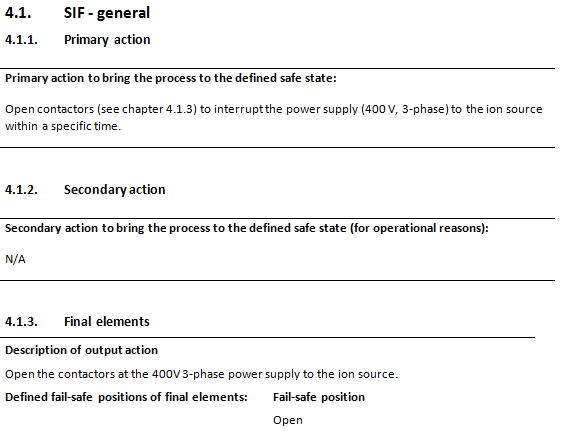 4.1. SIF - general
4.1.1. Primary action
Primary action to bring the process to the defined safe state:
Open contactors (see chapter 4.1.3) to interrupt the power supply (400 V, 3-phase) to the ion source
within a specific time.
4.1.2. Secondary action
Secondary action to bring the process to the defined safe state (for operational reasons):
N/A
4.1.3. Final elements
Description of output action
Open the contactors at the 400V 3-phase power supply to the ion source.
Defined fail-safe positions of final elements: Fail-safe position
Open